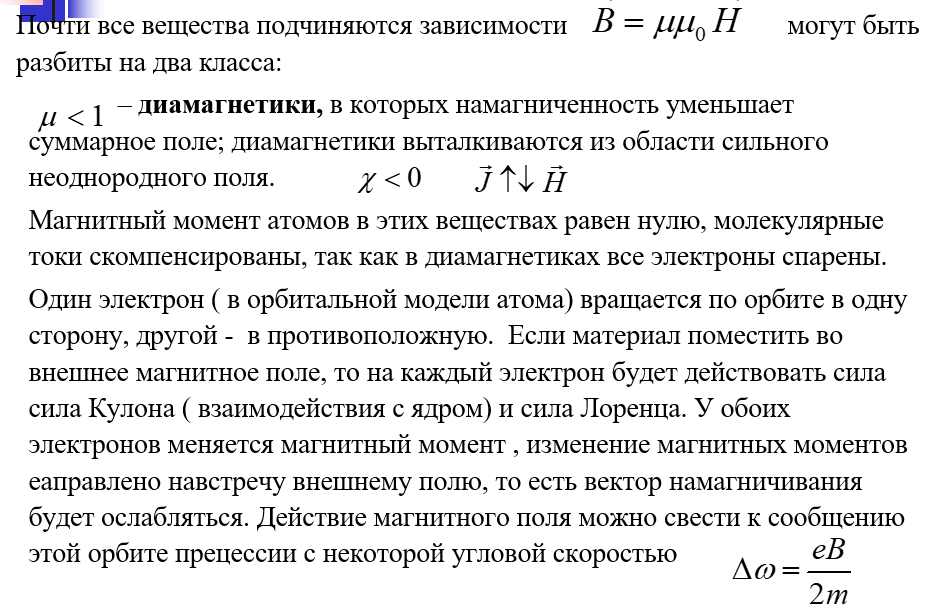 Почти все вещества подчиняются зависимости B⃗ = μμ₀ H⃗ могут быть
разбиты на два класса:
μ < 1 – диамагнетики, в которых намагниченность уменьшает
суммарное поле; диамагнетики выталкиваются из области сильного
неоднородного поля. χ < 0 J⃗ ↑↓ H⃗
Магнитный момент атомов в этих веществах равен нулю, молекулярные
токи скомпенсированы, так как в диамагнетиках все электроны спарены.
Один электрон ( в орбитальной модели атома) вращается по орбите в одну
сторону, другой - в противоположную. Если материал поместить во
внешнее магнитное поле, то на каждый электрон будет действовать сила
сила Кулона ( взаимодействия с ядром) и сила Лоренца. У обоих
электронов меняется магнитный момент , изменение магнитных моментов
еаправлено навстречу внешнему полю, то есть вектор намагничивания
будет ослабляться. Действие магнитного поля можно свести к сообщению
этой орбите прецессии с некоторой угловой скоростью Δω = eB/2m